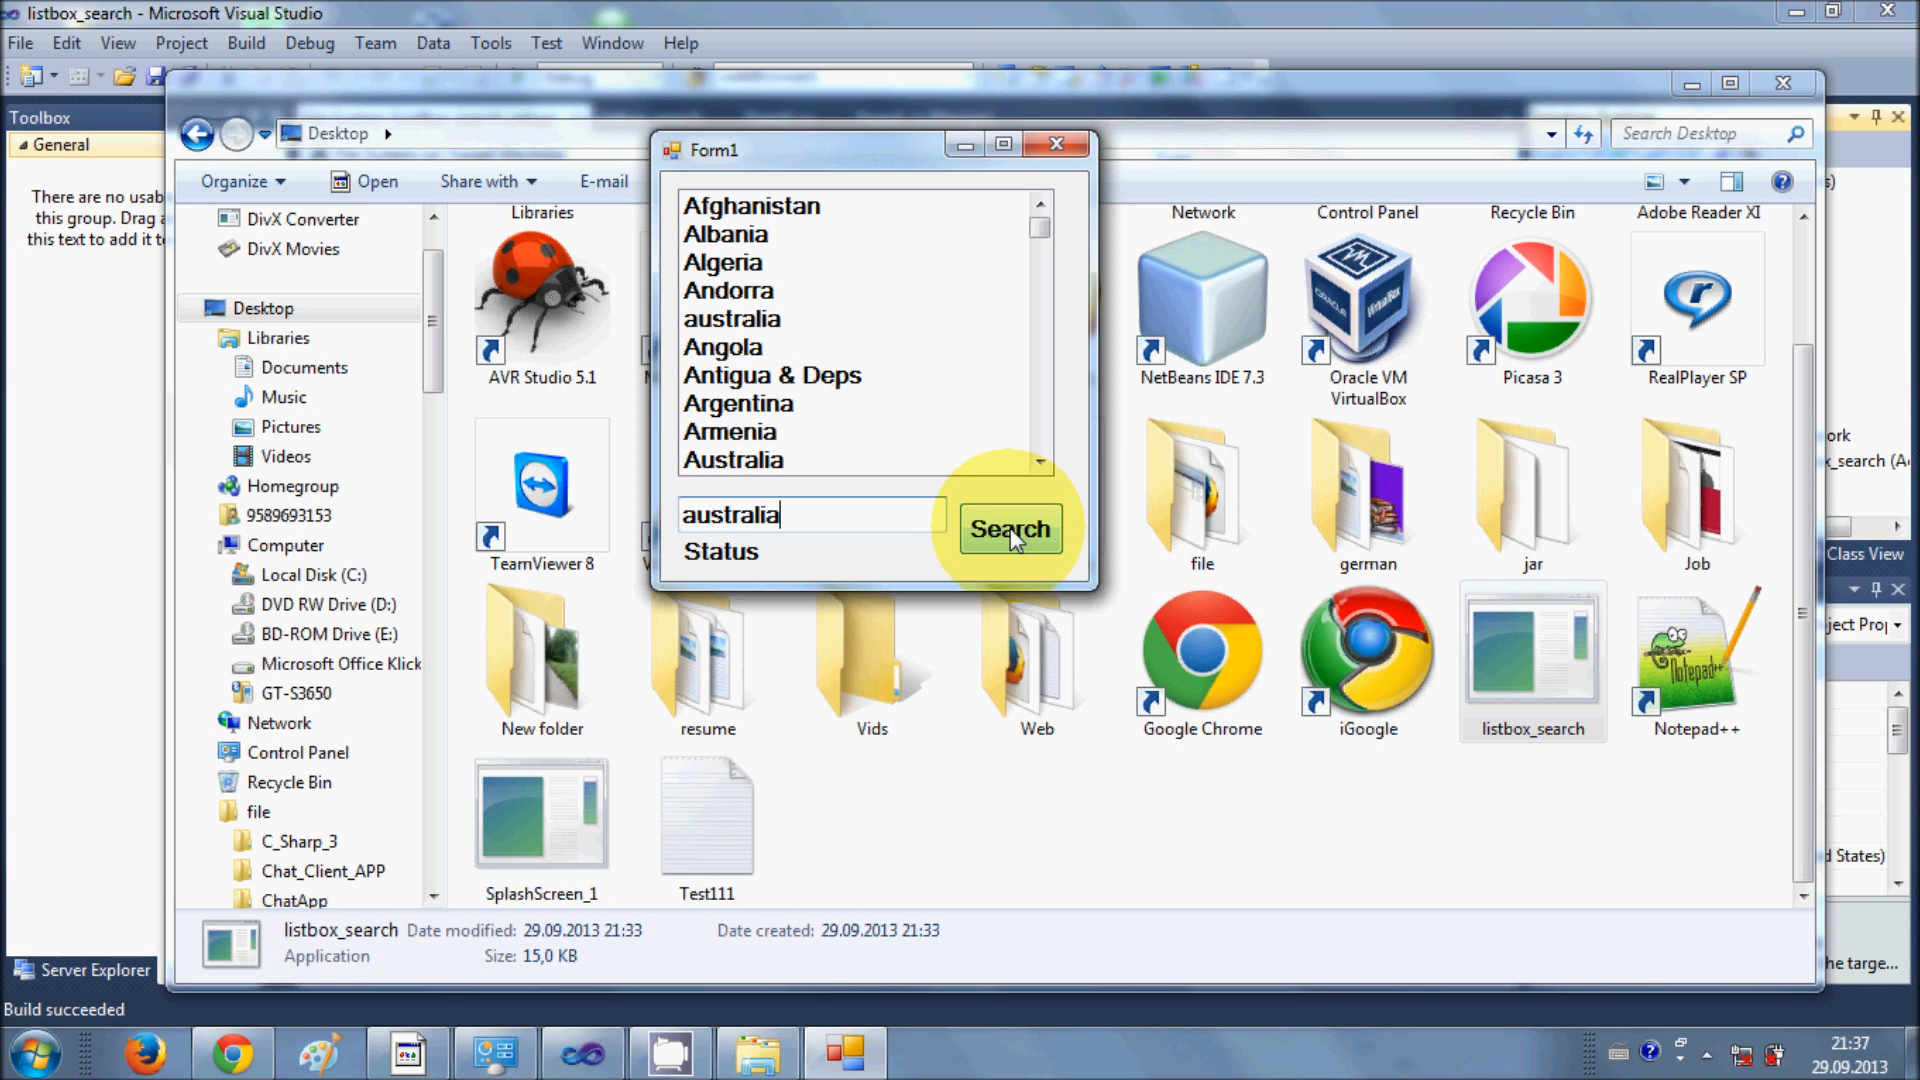 listbox_search - Microsoft Visual Studio
File Edit View Project Build Debug Team Data Tools Test Window Help
Toolbox
General
There are no usab
this group. Drag a
this text to add it t
Desktop
Search Desktop
Organize Open Share with E-mail
DivX Converter
DivX Movies
Desktop
Libraries
Documents
Music
Pictures
Videos
Homegroup
9589693153
Computer
Local Disk (C:)
DVD RW Drive (D:)
BD-ROM Drive (E:)
Microsoft Office Klick
GT-S3650
Network
Control Panel
Recycle Bin
file
C_Sharp_3
Chat_Client_APP
ChatApp
Libraries
Network
Control Panel
Recycle Bin
Adobe Reader XI
AVR Studio 5.1
NetBeans IDE 7.3
Oracle VM
VirtualBox
Picasa 3
RealPlayer SP
TeamViewer 8
file
german
jar
Job
New folder
resume
Vids
Web
Google Chrome
iGoogle
listbox_search
Notepad++
SplashScreen_1
Test111
Form1
Afghanistan
Albania
Algeria
Andorra
australia
Angola
Antigua & Deps
Argentina
Armenia
Australia
australia
Search
Status
s)
ork
x_search (A
Class View
ject Proj
d States)
he targe...
listbox_search Date modified: 29.09.2013 21:33 Date created: 29.09.2013 21:33
Application Size: 15,0 KB
Server Explorer
Build succeeded
21:37
29.09.2013